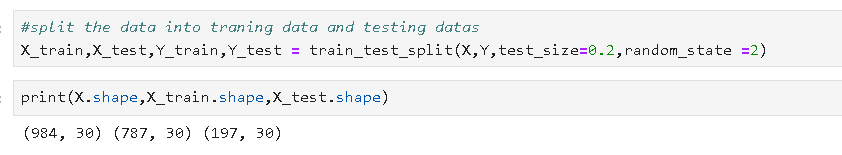 #split the data into traning data and testing datas
X_train,X_test,Y_train,Y_test = train_test_split(X,Y,test_size=0.2,random_state =2)
print(X.shape,X_train.shape,X_test.shape)
(984, 30) (787, 30) (197, 30)